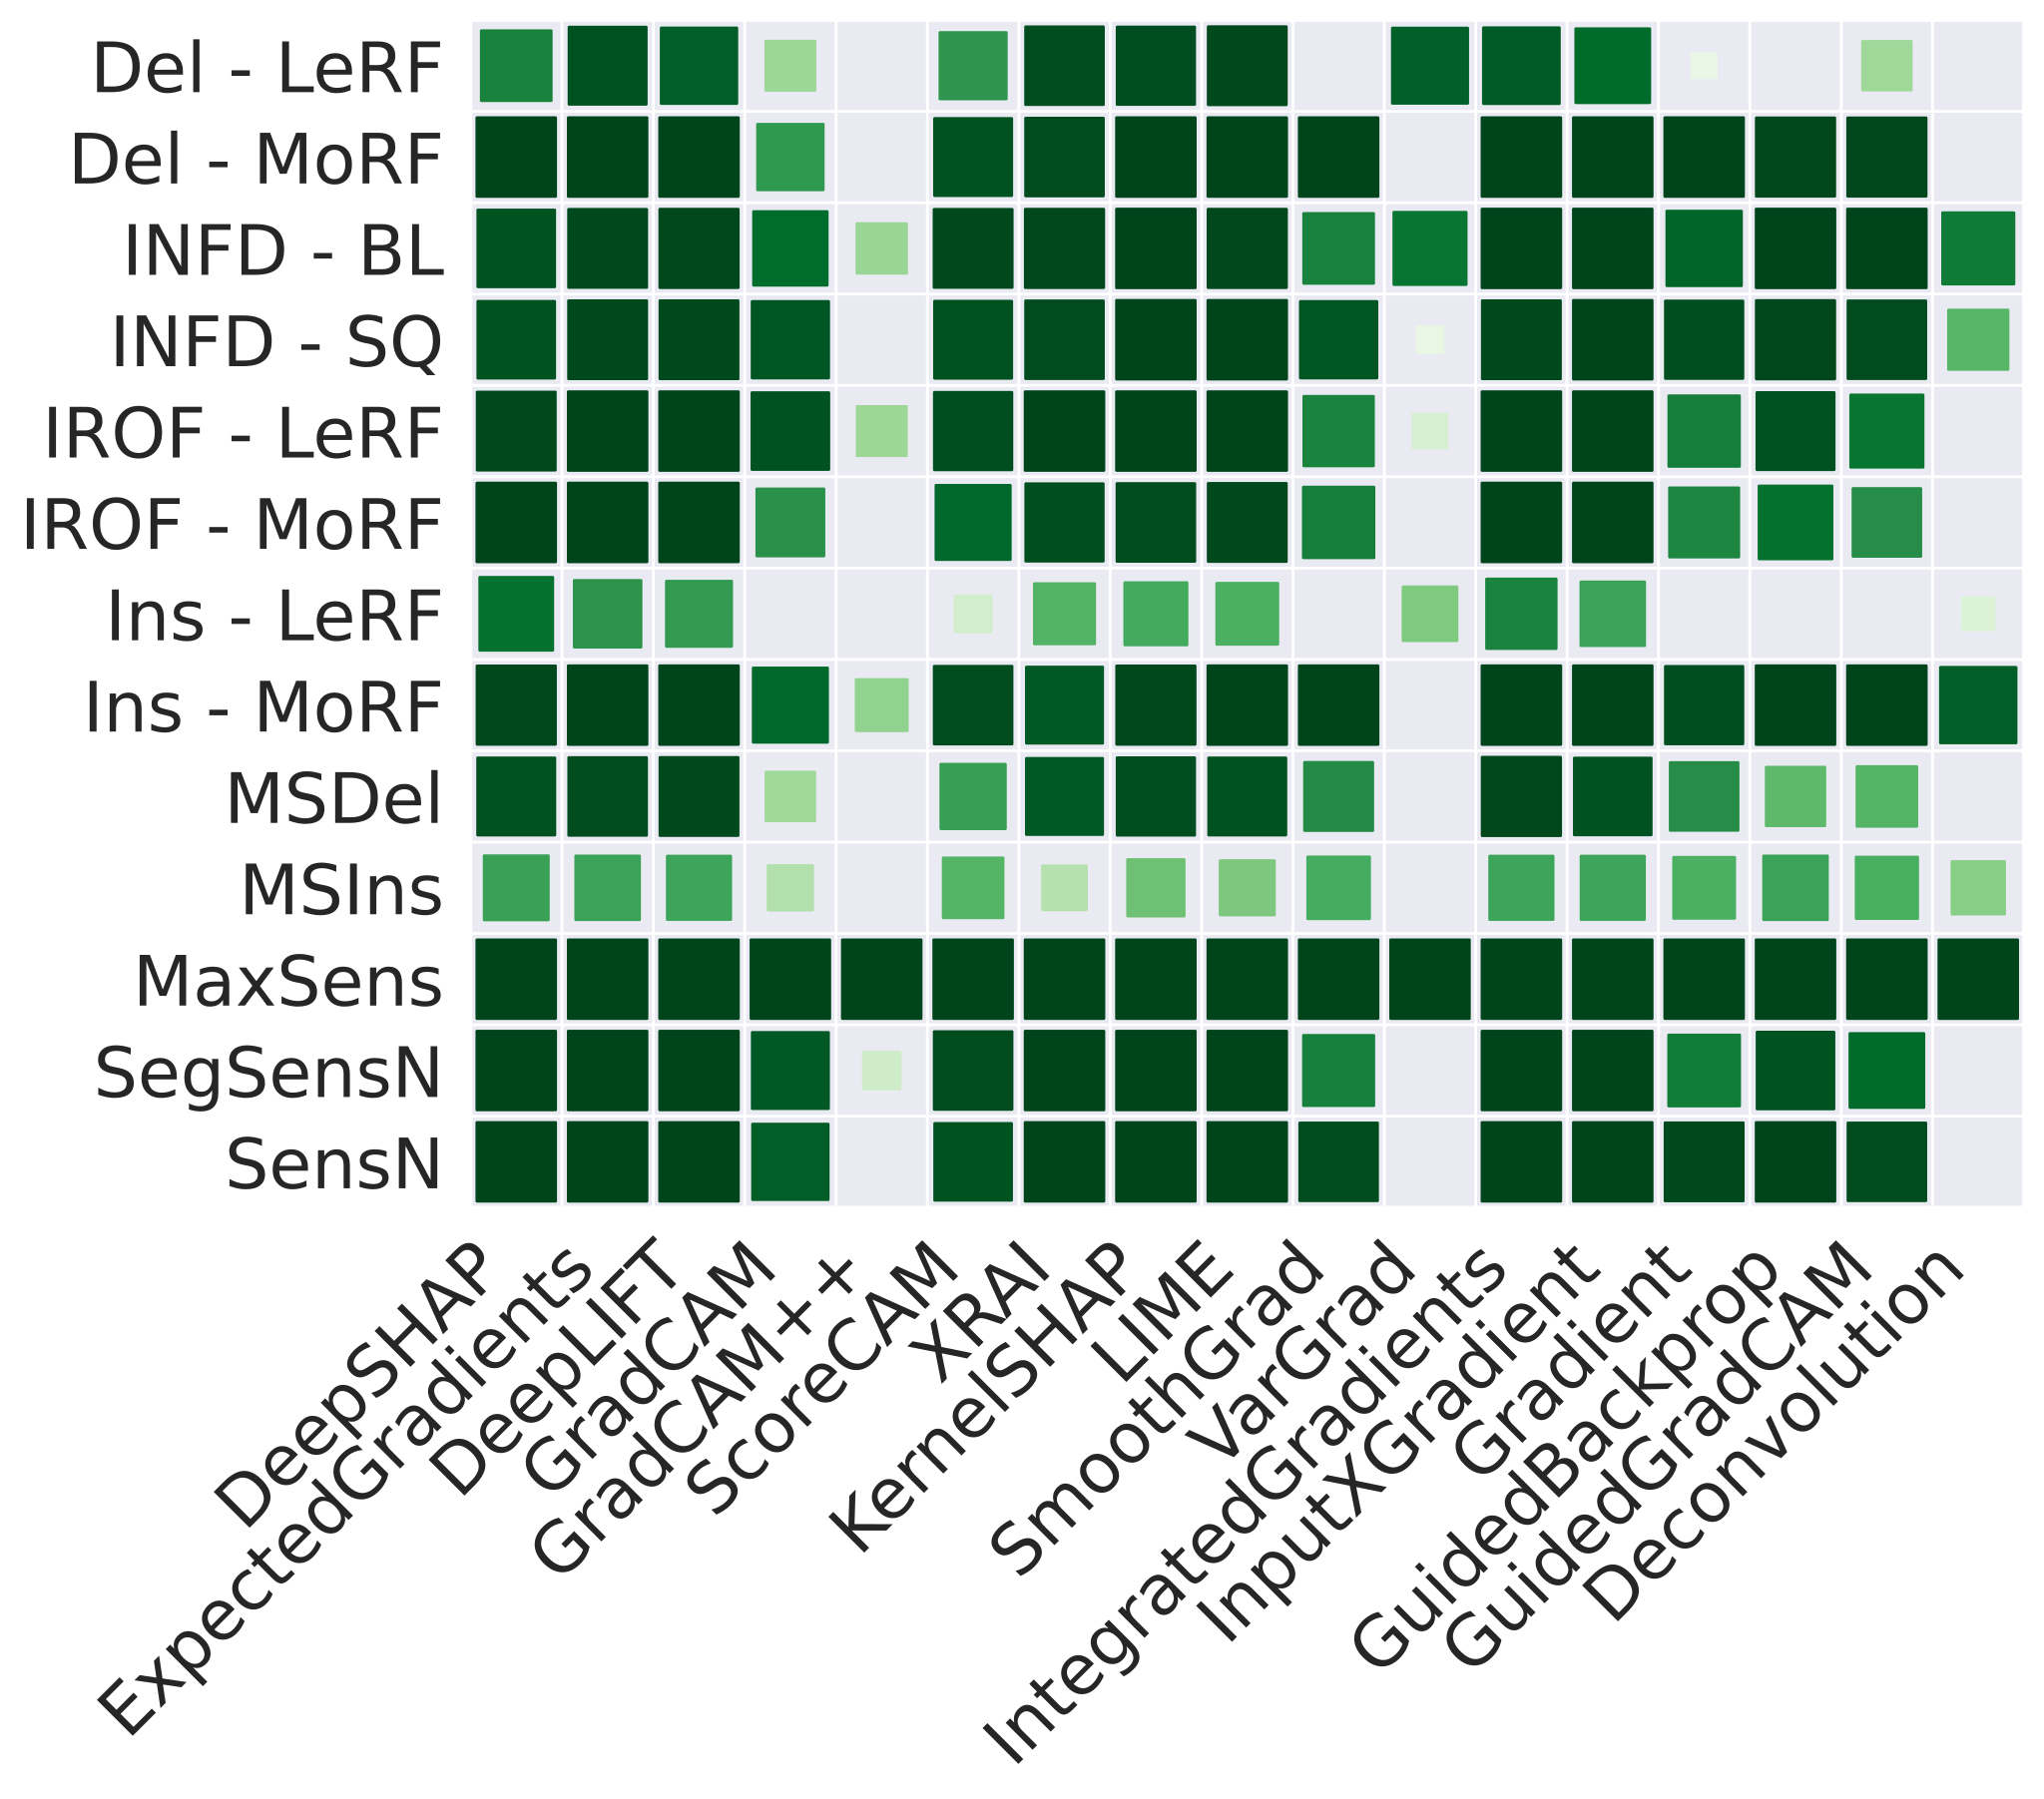 Del - LeRF
Del - MoRF
INFD - BL
INFD - SQ
IROF - LeRF
IROF - MoRF
Ins - LeRF
Ins - MoRF
MSDel
MSIns
MaxSens
SegSensN
SensN
DeepSHAP
ExpectedGradients
DeepLIFT
GradCAM
GradCAM++
ScoreCAM
XRAI
KernelSHAP
LIME
SmoothGrad
VarGrad
IntegratedGradients
InputXGradient
Gradient
GuidedBackprop
GuidedGradCAM
Deconvolution